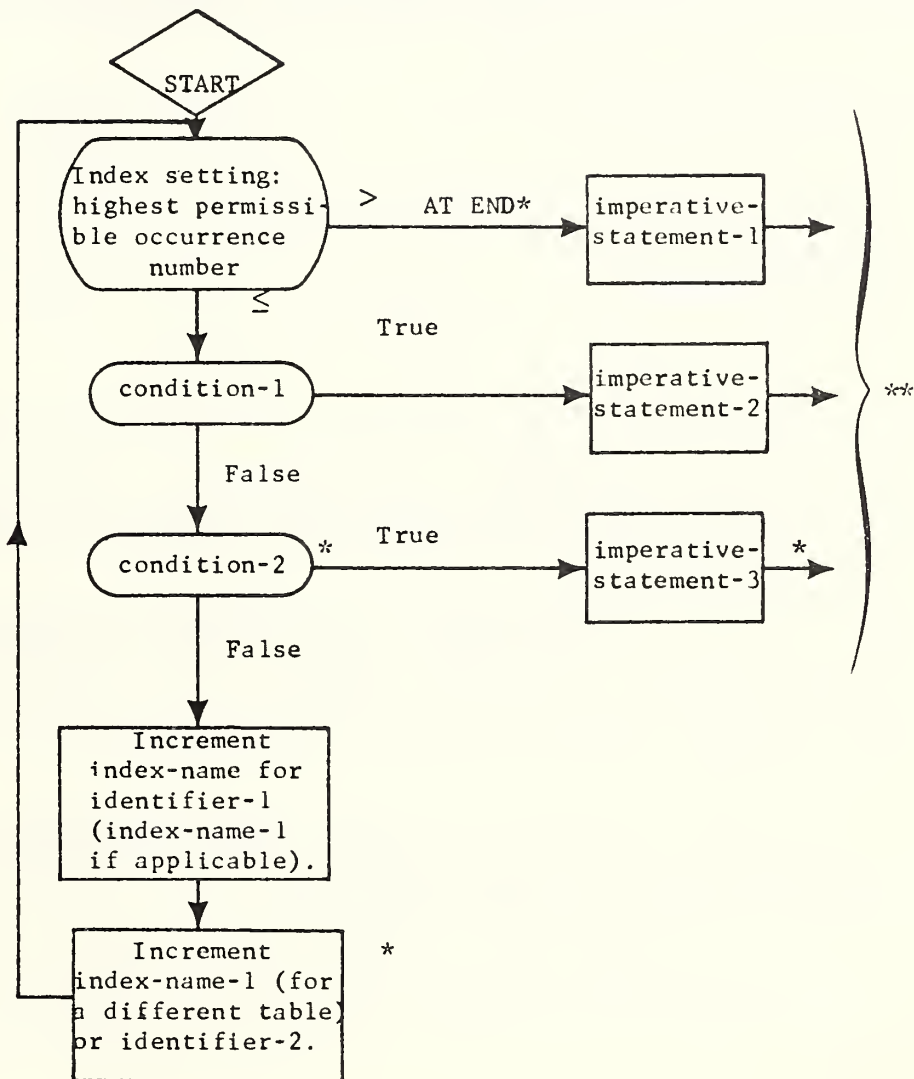 START
Index setting:
highest permissi-
ble occurrence
number
>
AT END*
imperative-
statement-1
≤
True
condition-1
imperative-
statement-2
**
False
condition-2
*
True
imperative-
statement-3
*
False
Increment
index-name for
identifier-1
(index-name-1
if applicable).
Increment
index-name-1 (for
a different table)
or identifier-2.
*